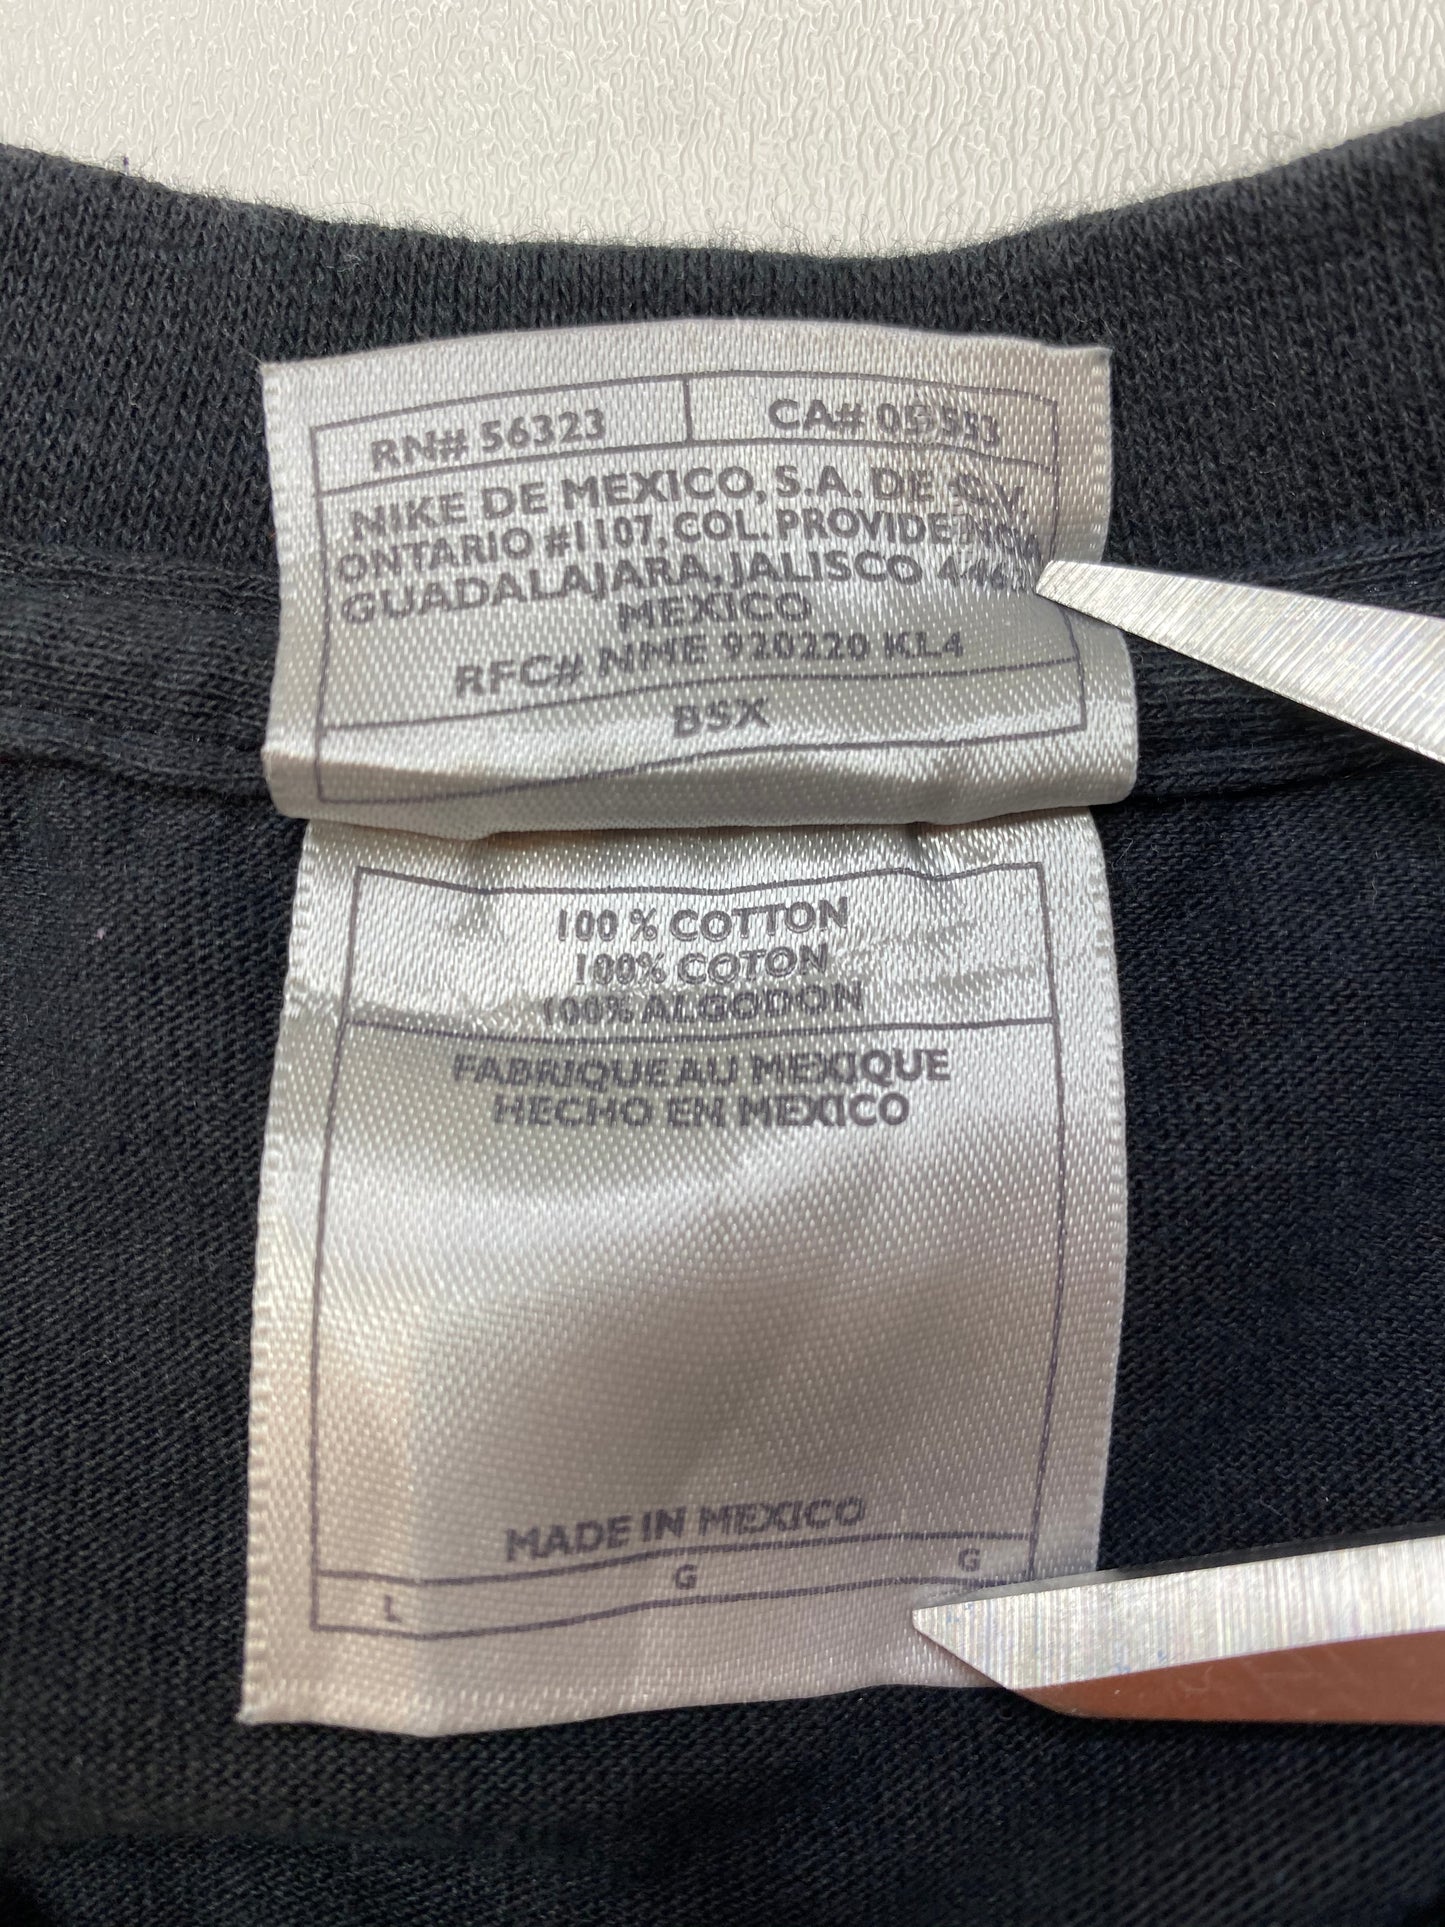 RN# 56323 CA#
NIKE DE MEXICO, S.A. DE
ONTARIO #1107, COL. PROVIDENCIA
GUADALAJARA, JALISCO
MEXICO
RFC# NME 920220 KL4
BSX
100 % COTTON
100% COTON
100% ALGODON
FABRIQUE AU MEXIQUE
HECHO EN MEXICO
MADE IN MEXICO
L G G